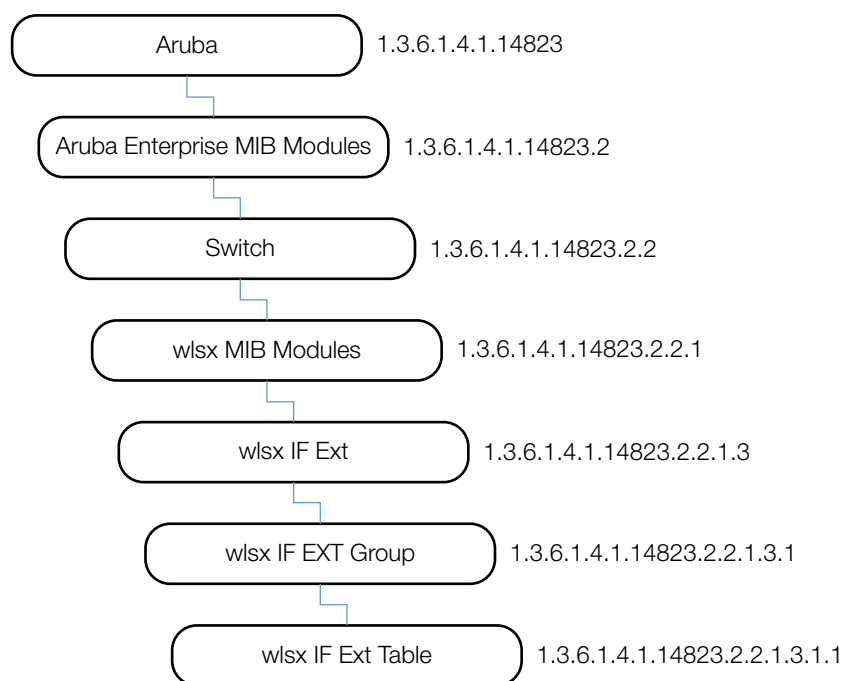 Aruba 1.3.6.1.4.1.14823
Aruba Enterprise MIB Modules 1.3.6.1.4.1.14823.2
Switch 1.3.6.1.4.1.14823.2.2
wlsx MIB Modules 1.3.6.1.4.1.14823.2.2.1
wlsx IF Ext 1.3.6.1.4.1.14823.2.2.1.3
wlsx IF EXT Group 1.3.6.1.4.1.14823.2.2.1.3.1
wlsx IF Ext Table 1.3.6.1.4.1.14823.2.2.1.3.1.1